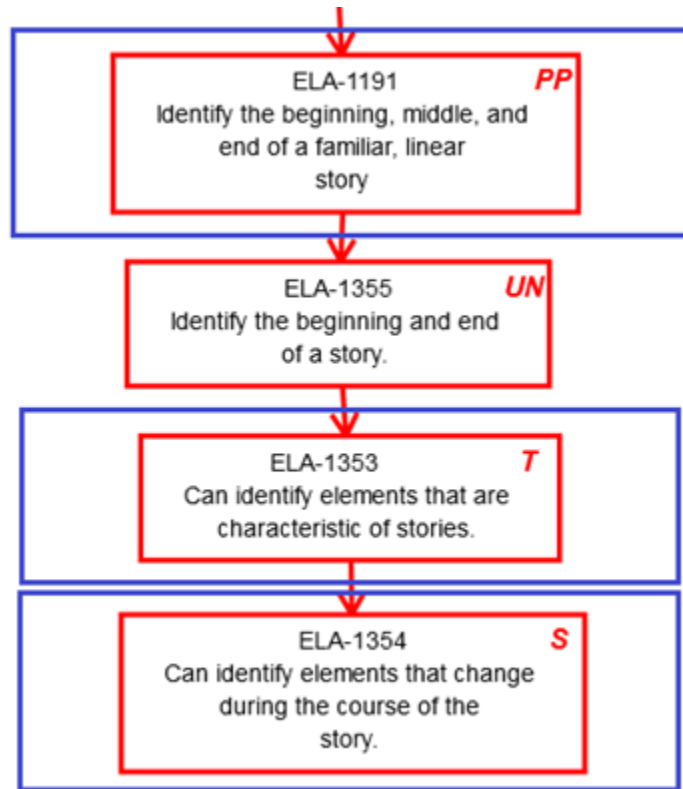 ELA-1191 PP
Identify the beginning, middle, and
end of a familiar, linear
story
ELA-1355 UN
Identify the beginning and end
of a story.
ELA-1353 T
Can identify elements that are
characteristic of stories.
ELA-1354 S
Can identify elements that change
during the course of the
story.